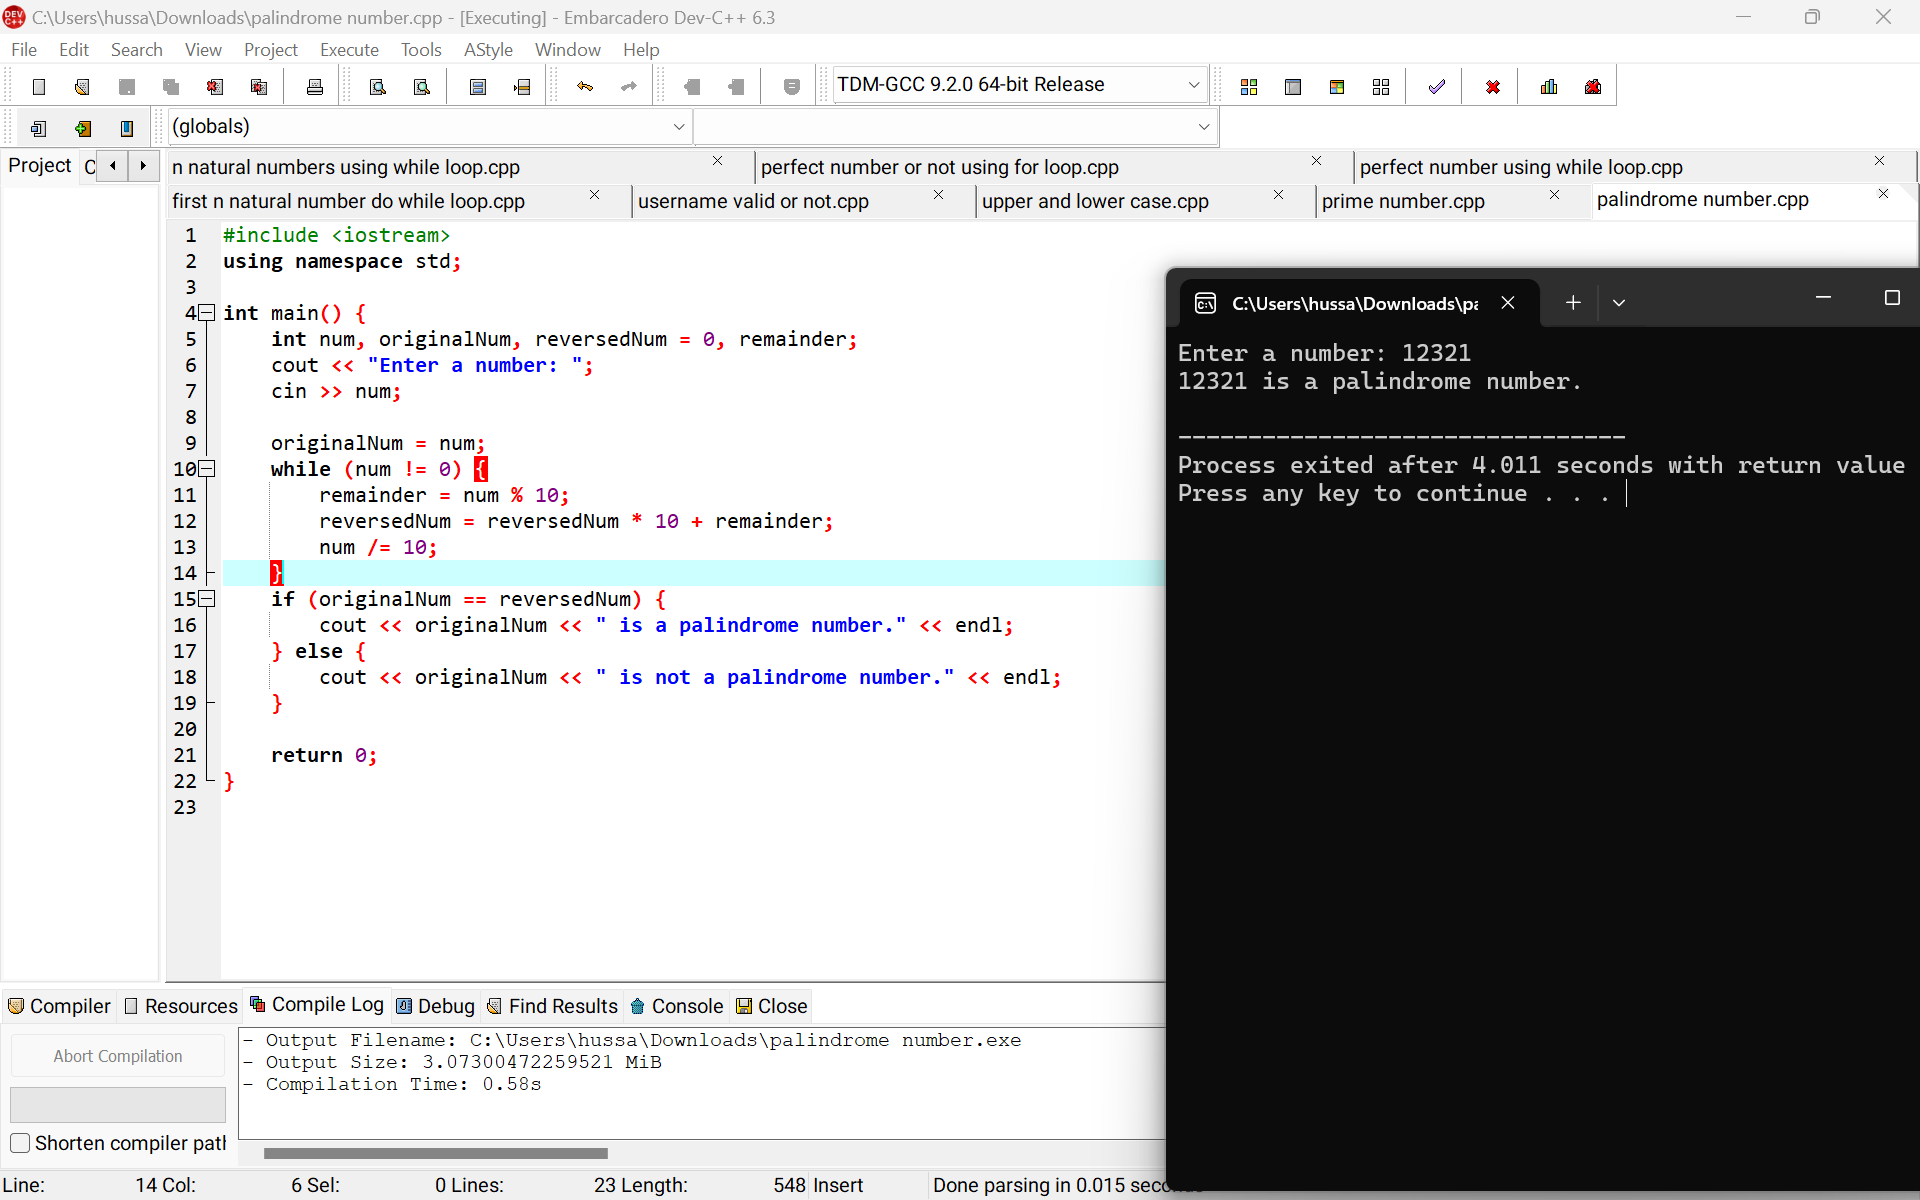 C:\Users\hussa\Downloads\palindrome number.cpp - [Executing] - Embarcadero Dev-C++ 6.3
File Edit Search View Project Execute Tools AStyle Window Help
TDM-GCC 9.2.0 64-bit Release
(globals)
Project
n natural numbers using while loop.cpp
perfect number or not using for loop.cpp
perfect number using while loop.cpp
first n natural number do while loop.cpp
username valid or not.cpp
upper and lower case.cpp
prime number.cpp
palindrome number.cpp
1 #include <iostream>
2 using namespace std;
3
4 int main() {
5 int num, originalNum, reversedNum = 0, remainder;
6 cout << "Enter a number: ";
7 cin >> num;
8
9 originalNum = num;
10 while (num != 0) {
11 remainder = num % 10;
12 reversedNum = reversedNum * 10 + remainder;
13 num /= 10;
14 }
15 if (originalNum == reversedNum) {
16 cout << originalNum << " is a palindrome number." << endl;
17 } else {
18 cout << originalNum << " is not a palindrome number." << endl;
19 }
20
21 return 0;
22 }
23
C:\Users\hussa\Downloads\pa
Enter a number: 12321
12321 is a palindrome number.
--------------------------------
Process exited after 4.011 seconds with return value
Press any key to continue . . .
Compiler Resources Compile Log Debug Find Results Console Close
Abort Compilation
Shorten compiler path
- Output Filename: C:\Users\hussa\Downloads\palindrome number.exe
- Output Size: 3.07300472259521 MiB
- Compilation Time: 0.58s
Line: 14 Col: 6 Sel: 0 Lines: 23 Length: 548 Insert Done parsing in 0.015 seconds